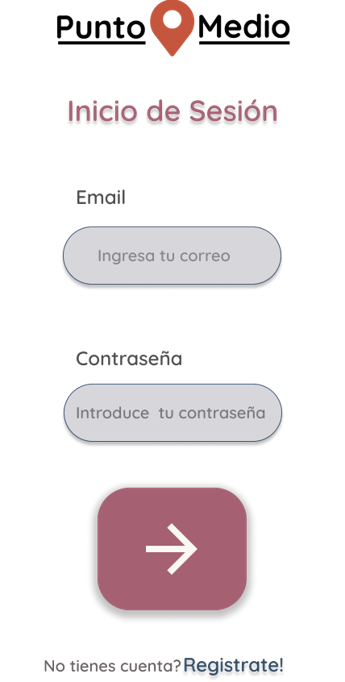 Punto Medio
Inicio de Sesión
Email
Ingresa tu correo
Contraseña
Introduce tu contraseña
No tienes cuenta? Registrate!